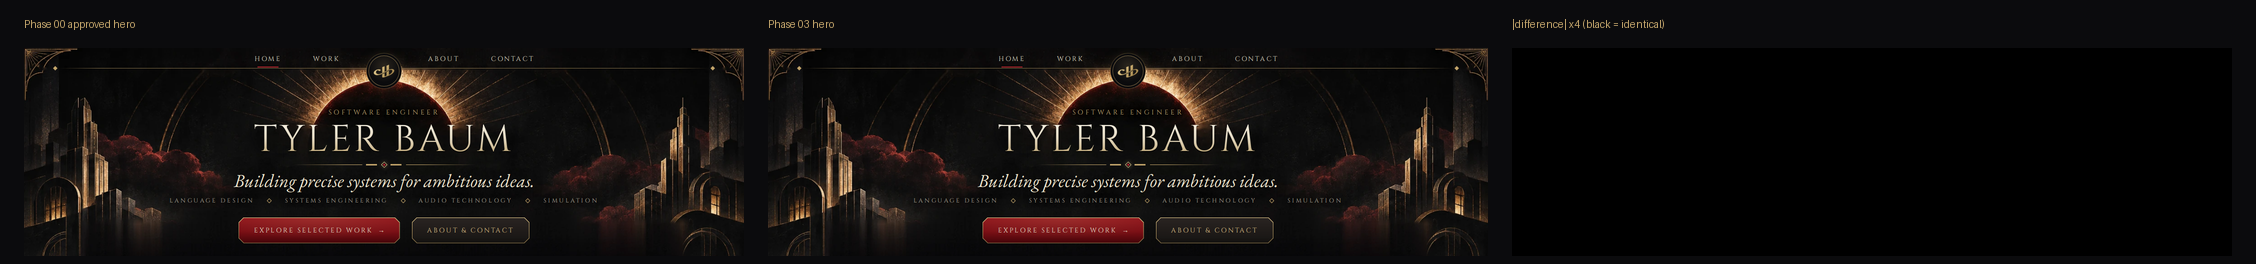 Phase 00 approved hero
HOME WORK ABOUT CONTACT
SOFTWARE ENGINEER
TYLER BAUM
Building precise systems for ambitious ideas.
LANGUAGE DESIGN ◇ SYSTEMS ENGINEERING ◇ AUDIO TECHNOLOGY ◇ SIMULATION
EXPLORE SELECTED WORK → ABOUT & CONTACT
Phase 03 hero
HOME WORK ABOUT CONTACT
SOFTWARE ENGINEER
TYLER BAUM
Building precise systems for ambitious ideas.
LANGUAGE DESIGN ◇ SYSTEMS ENGINEERING ◇ AUDIO TECHNOLOGY ◇ SIMULATION
EXPLORE SELECTED WORK → ABOUT & CONTACT
|difference| x4 (black = identical)